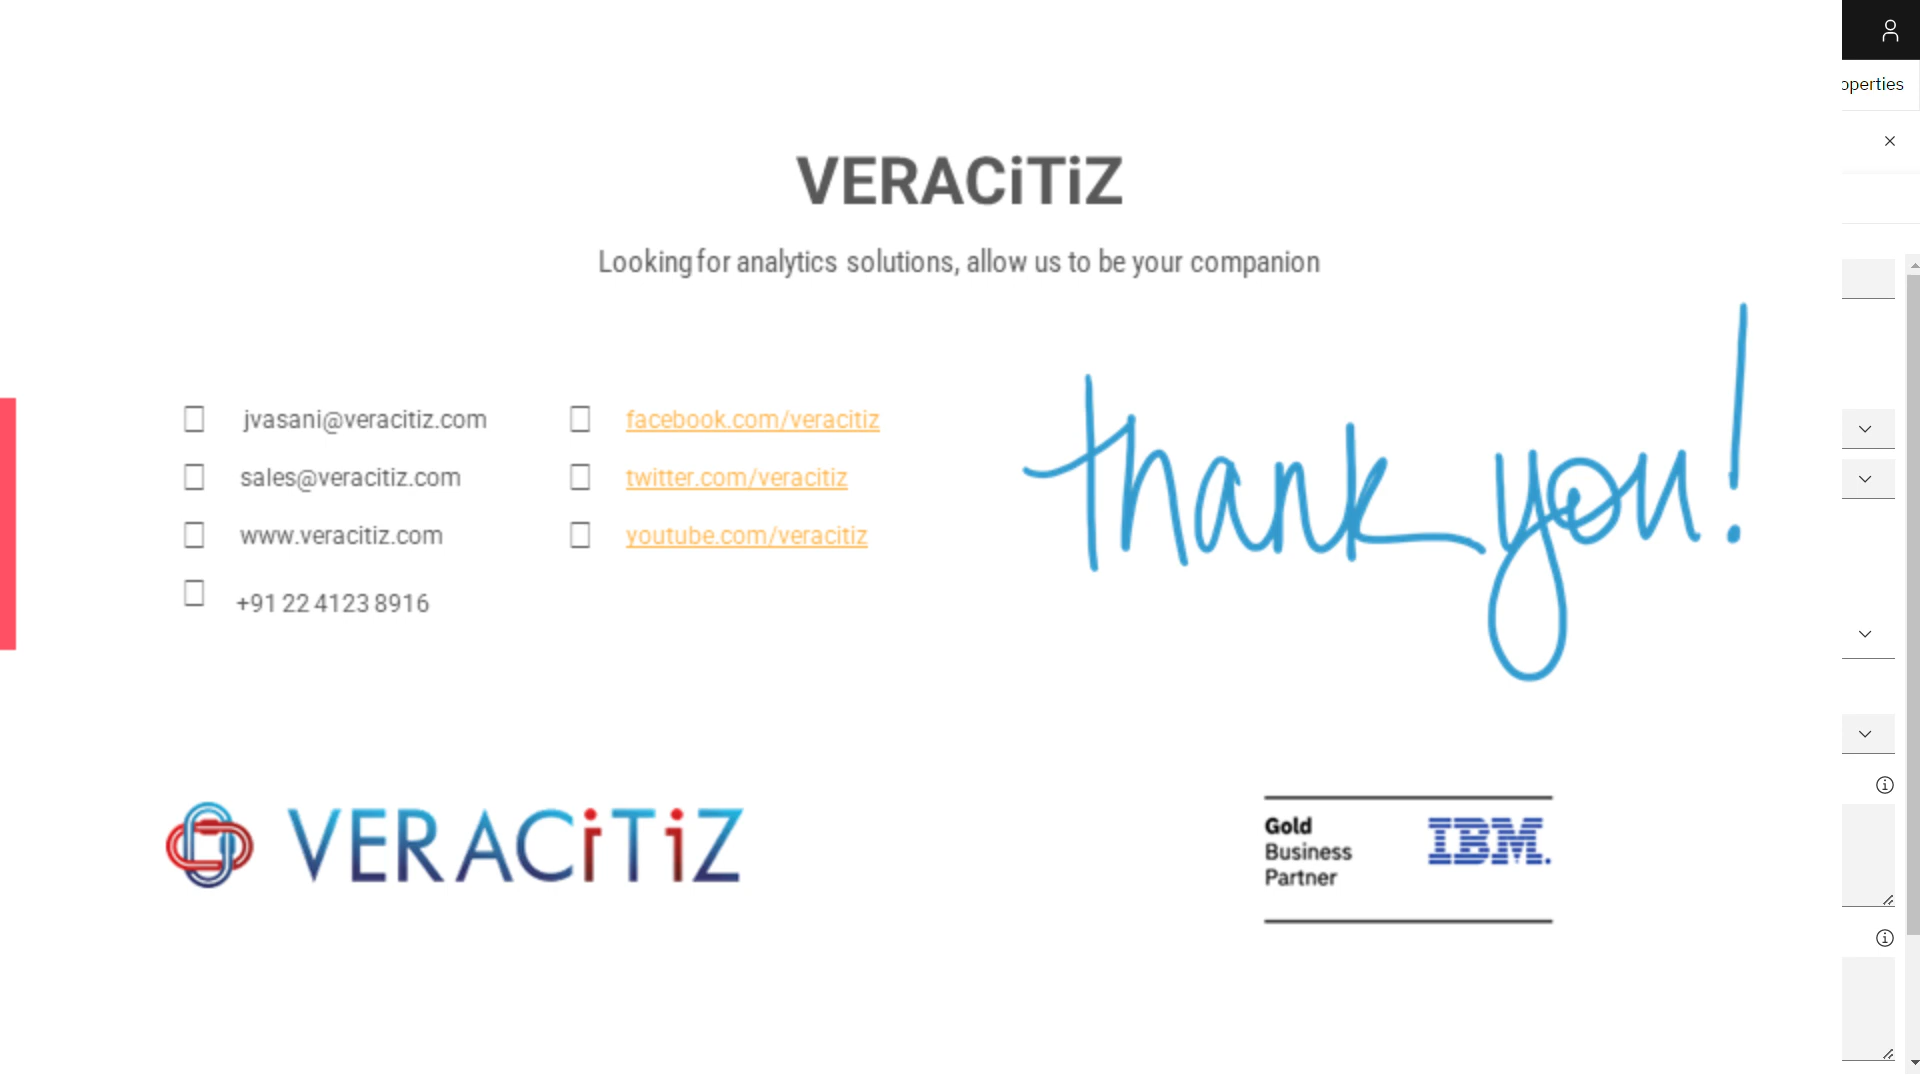 operties
VERACiTiZ
Looking for analytics solutions, allow us to be your companion
jvasani@veracitiz.com
sales@veracitiz.com
www.veracitiz.com
+91 22 4123 8916
facebook.com/veracitiz
twitter.com/veracitiz
youtube.com/veracitiz
thank you!
VERACiTiZ
Gold
Business
Partner
IBM.